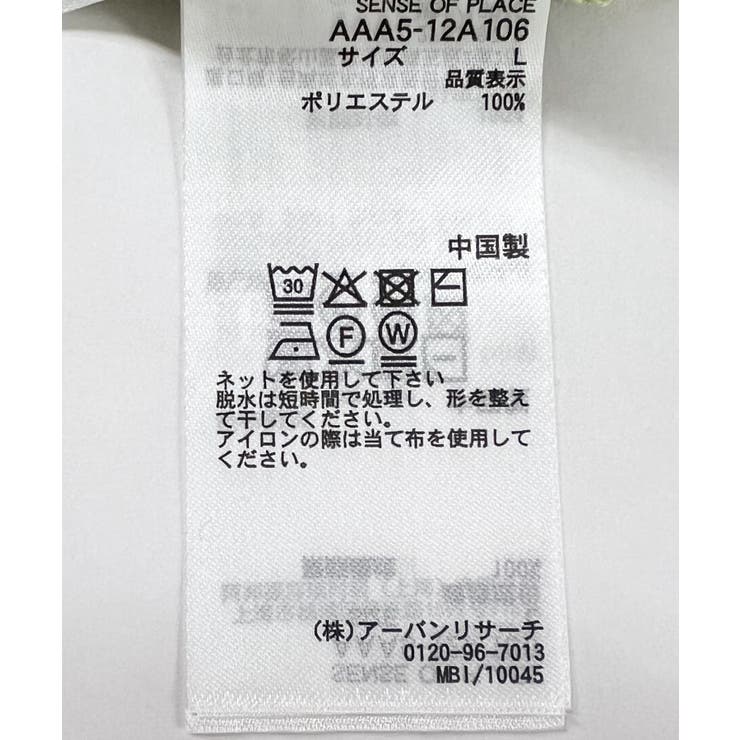 SENSE OF PLACE
AAA5-12A106
サイズ L
品質表示
ポリエステル 100%
中国製
30
F W
ネットを使用して下さい
脱水は短時間で処理し、形を整え
て干してください。
アイロンの際は当て布を使用して
ください。
(株)アーバンリサーチ
0120-96-7013
MBI/10045